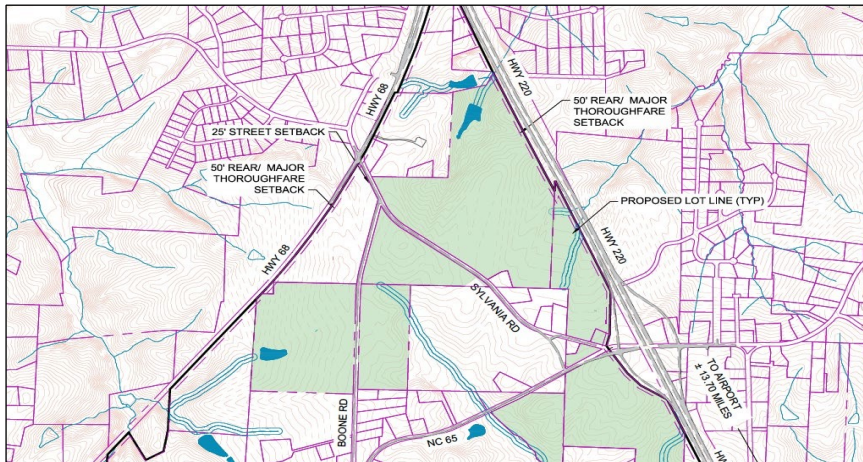 HWY 68
HWY 220
50' REAR/ MAJOR
THOROUGHFARE
SETBACK
25' STREET SETBACK
50' REAR/ MAJOR
THOROUGHFARE
SETBACK
PROPOSED LOT LINE (TYP)
HWY 68
HWY 220
SYLVANIA RD
TO AIRPORT
± 13.70 MILES
BOONE RD
NC 65